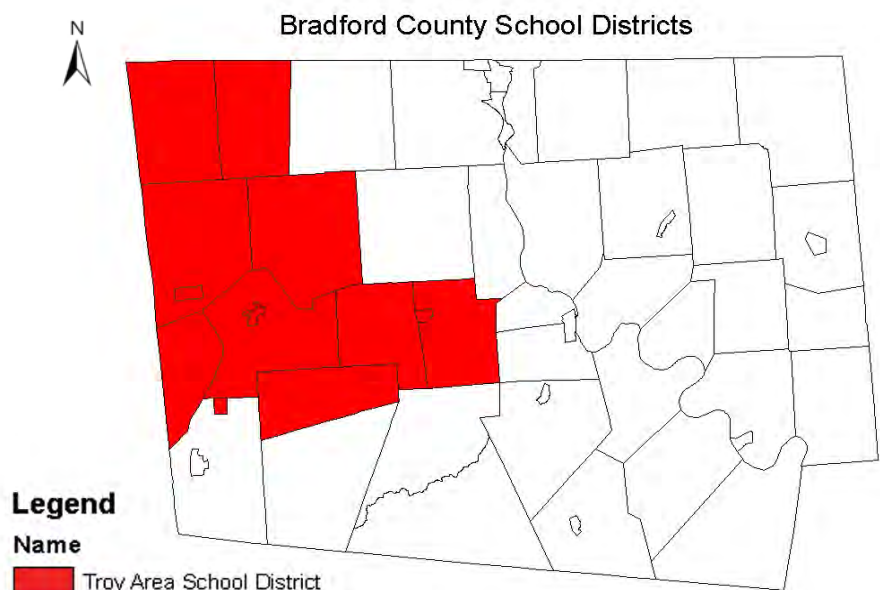 Bradford County School Districts
N
Legend
Name
Troy Area School District